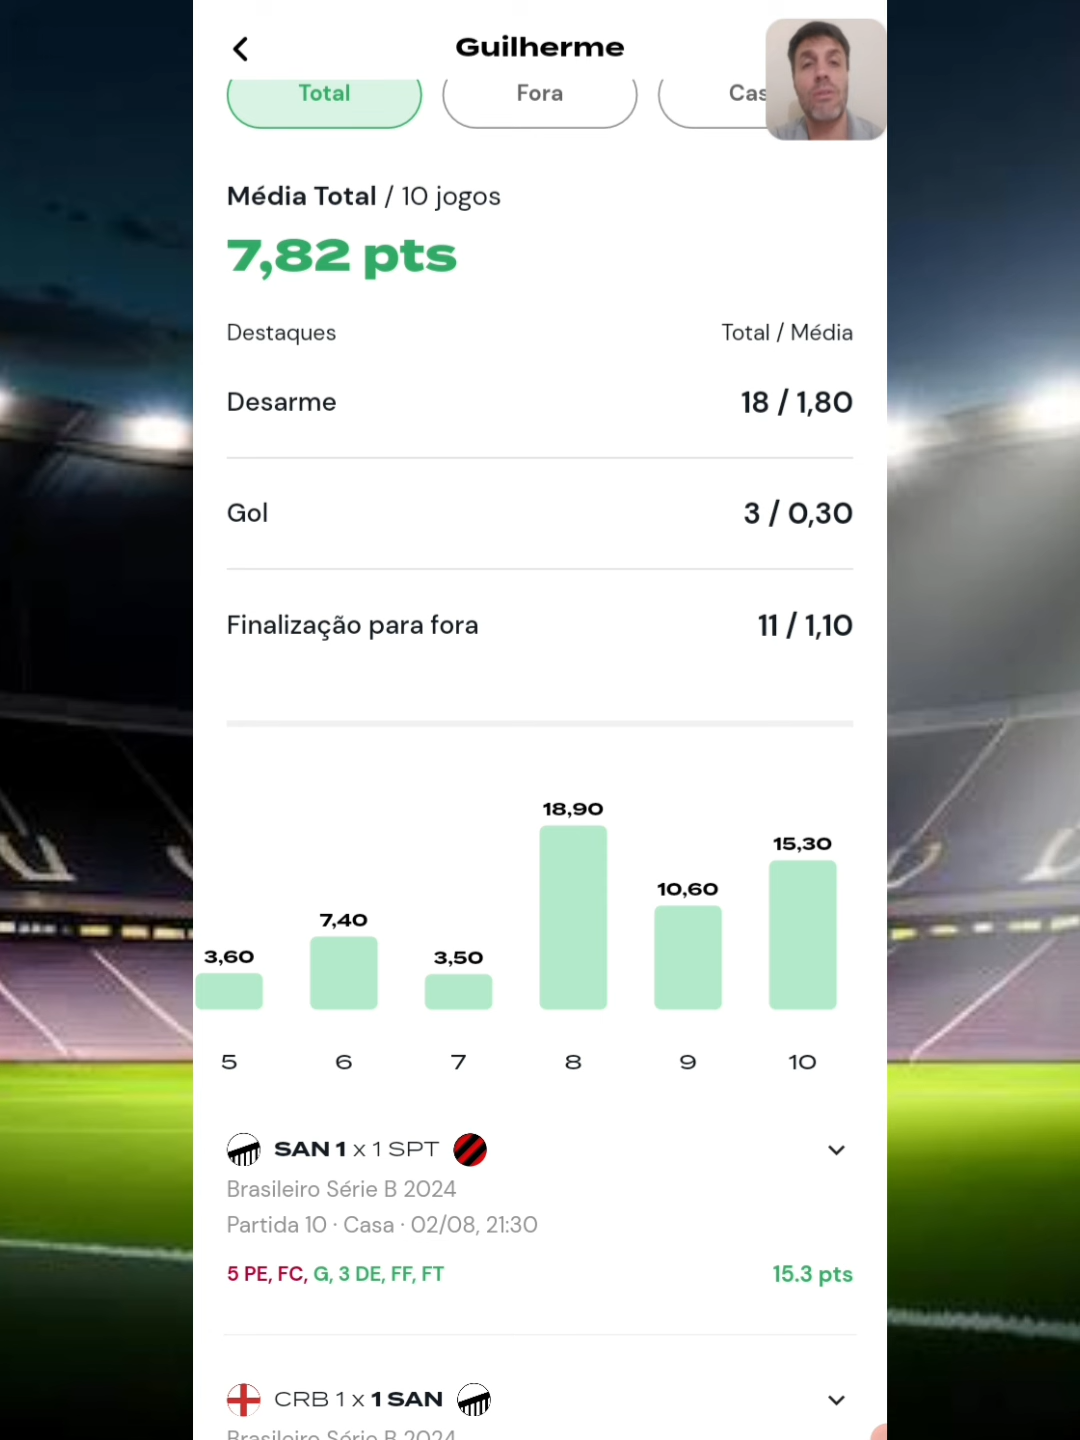 Guilherme
Total
Fora
Cas
Média Total / 10 jogos
7,82 pts
Destaques
Total / Média
Desarme
18 / 1,80
Gol
3 / 0,30
Finalização para fora
11 / 1,10
18,90
15,30
10,60
7,40
3,60
3,50
5
6
7
8
9
10
SAN 1 x 1 SPT
Brasileiro Série B 2024
Partida 10 · Casa · 02/08, 21:30
5 PE, FC, G, 3 DE, FF, FT
15.3 pts
CRB 1 x 1 SAN
Brasileiro Série B 2024